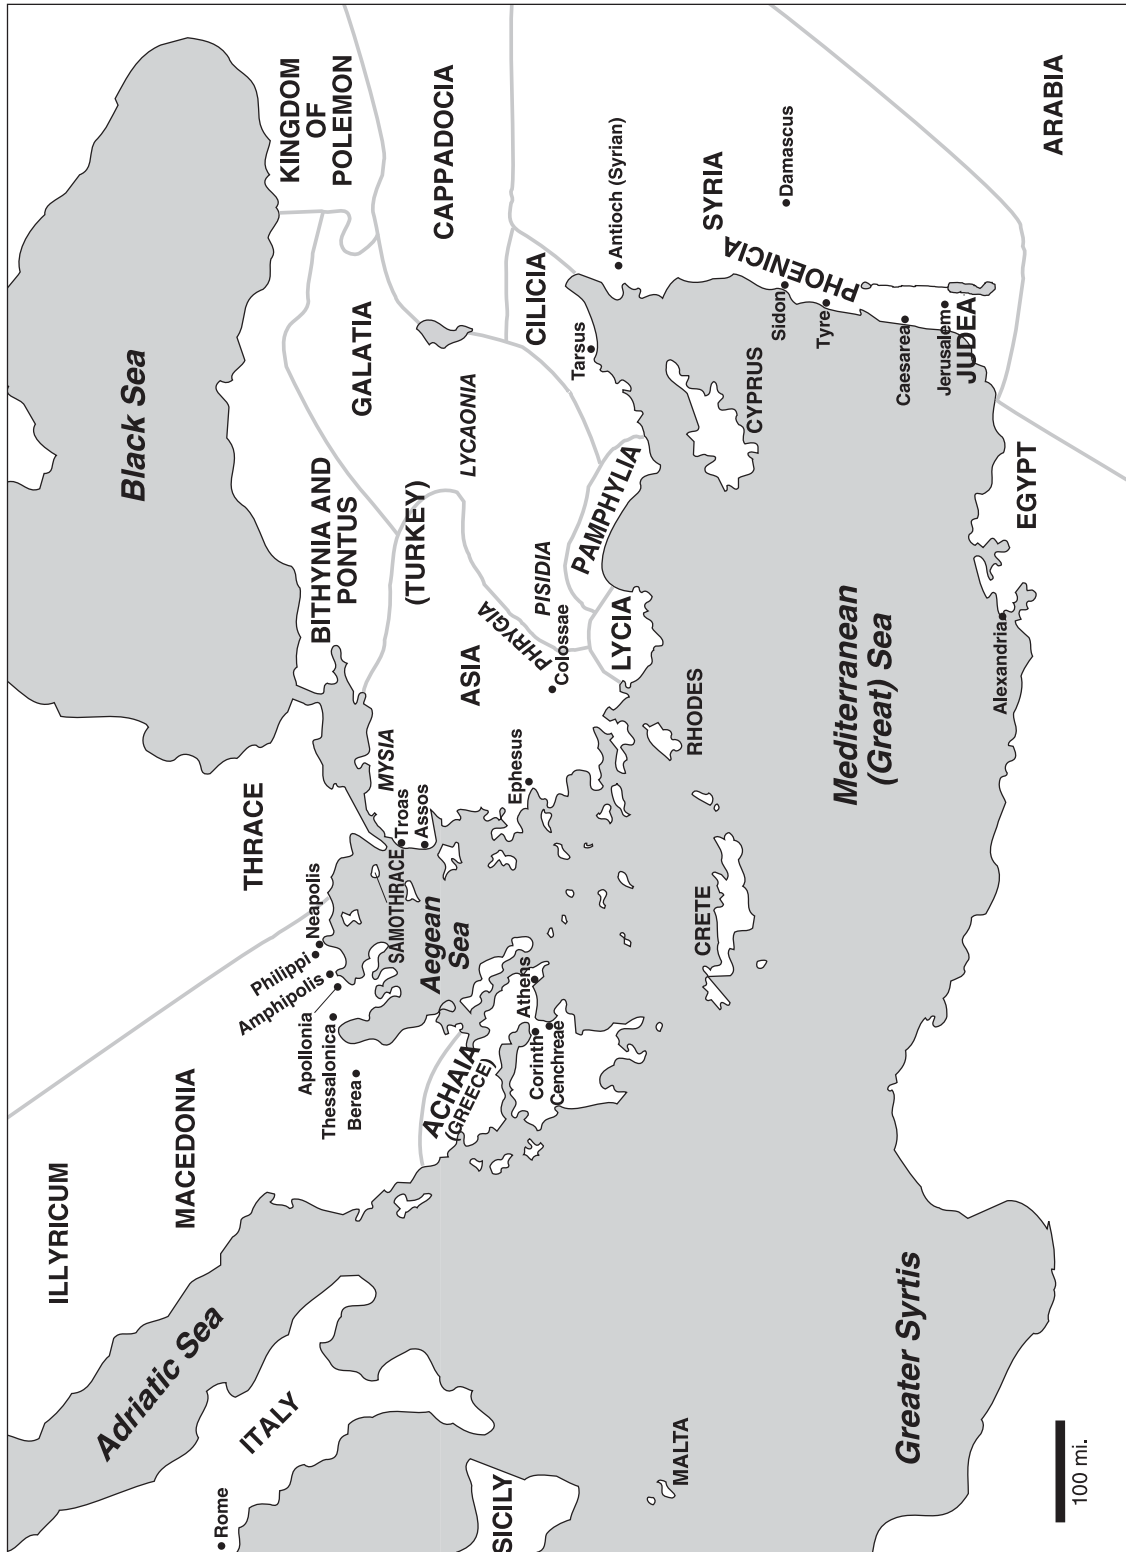 Black Sea
ILLYRICUM
THRACE
MACEDONIA
Adriatic Sea
ITALY
Rome
Philippi
Neapolis
Amphipolis
Apollonia
Thessalonica
Berea
SAMOTHRACE
Aegean
Sea
Troas
Assos
MYSIA
BITHYNIA AND
PONTUS
KINGDOM
OF
POLEMON
GALATIA
CAPPADOCIA
(TURKEY)
LYCAONIA
ASIA
PHRYGIA
PISIDIA
Colossae
Ephesus
CILICIA
Tarsus
PAMPHYLIA
LYCIA
ACHAIA
(GREECE)
Athens
Corinth
Cenchreae
Antioch (Syrian)
SYRIA
Damascus
PHOENICIA
Sidon
Tyre
CYPRUS
RHODES
CRETE
SICILY
MALTA
Mediterranean
(Great) Sea
Caesarea
Jerusalem
JUDEA
ARABIA
EGYPT
Alexandria
Greater Syrtis
100 mi.